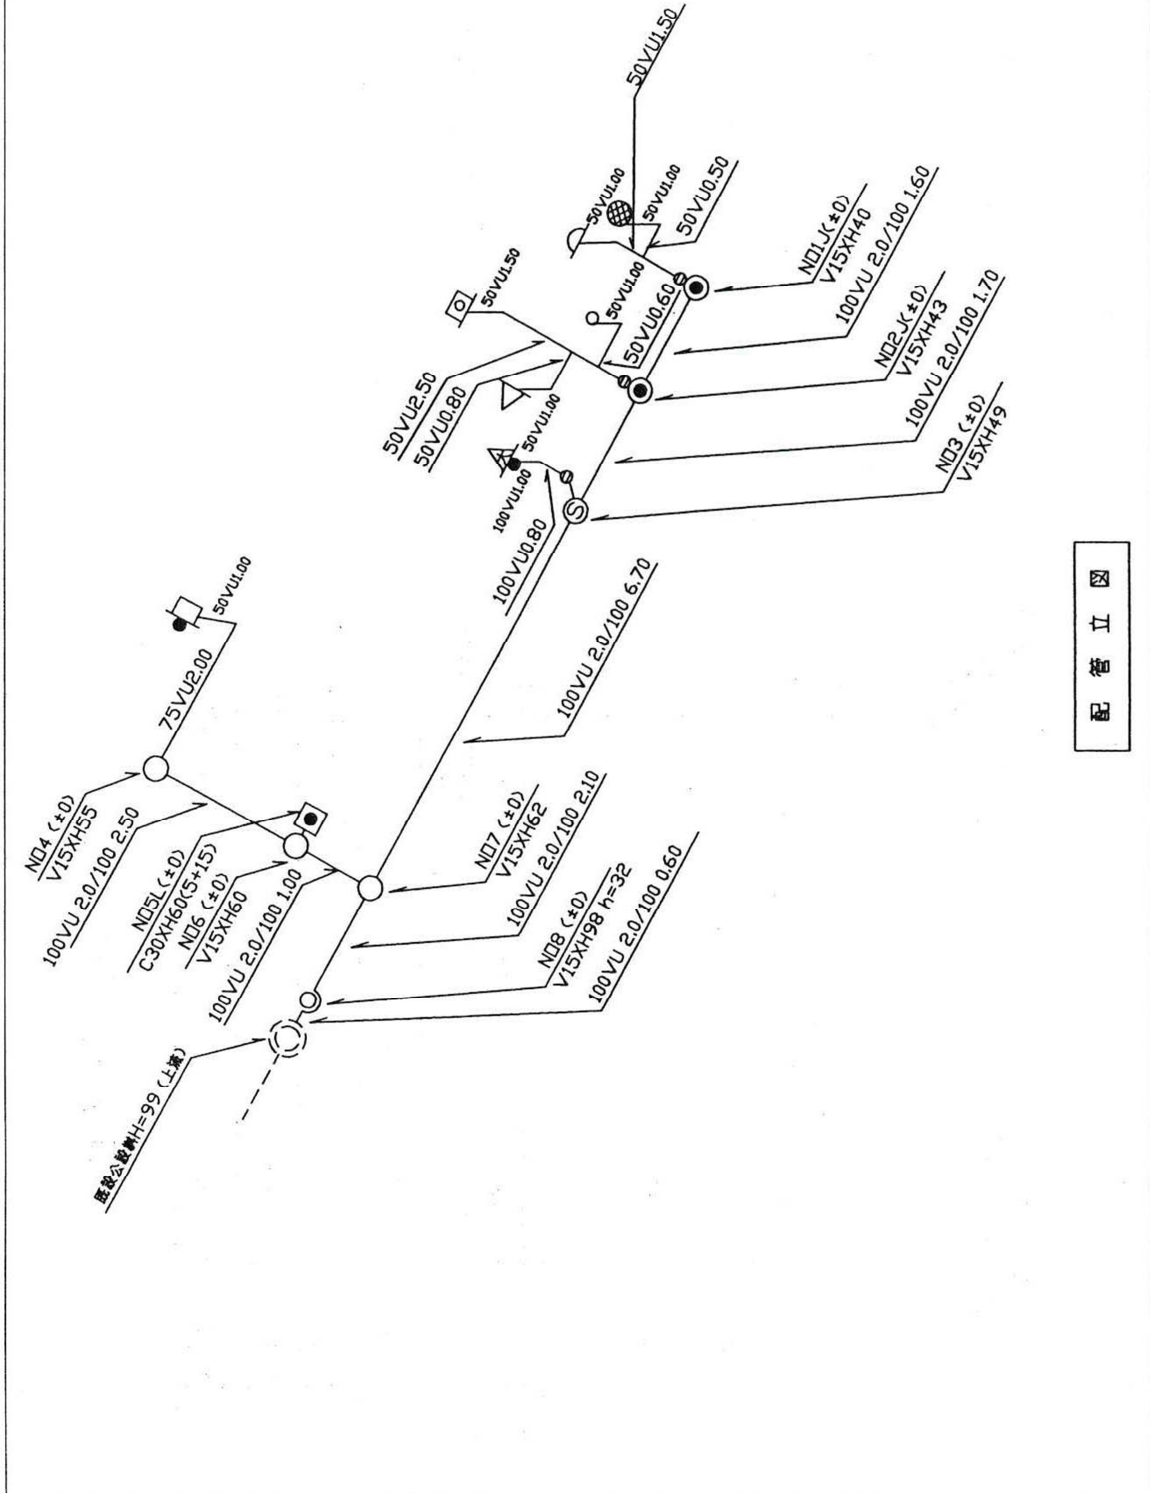 50VU1.50
50VU1.00
50VU1.00
50VU0.50
50VU1.50
50VU1.00
50VU0.60
NO1J(±0)
V15XH40
100VU 2.0/100 1.60
NO2J(±0)
V15XH43
100VU 2.0/100 1.70
NO3 (±0)
V15XH49
50VU2.50
50VU0.80
50VU1.00
100VU1.00
100VU0.80
S
100VU 2.0/100 6.70
50VU1.00
75VU2.00
NO4 (±0)
V15XH55
100VU 2.0/100 2.50
NO5L(±0)
C30XH60(5+15)
NO6 (±0)
V15XH60
100VU 2.0/100 1.00
NO7 (±0)
V15XH62
100VU 2.0/100 2.10
NO8 (±0)
V15XH98 h=32
100VU 2.0/100 0.60
既設公設桝H=99 (上流)
配管立図